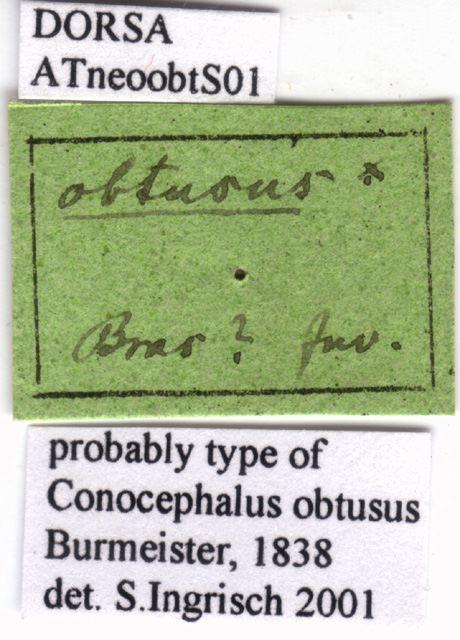 DORSA
ATneoobtS01
obtusus *
Bras? Juv.
probably type of
Conocephalus obtusus
Burmeister, 1838
det. S.Ingrisch 2001